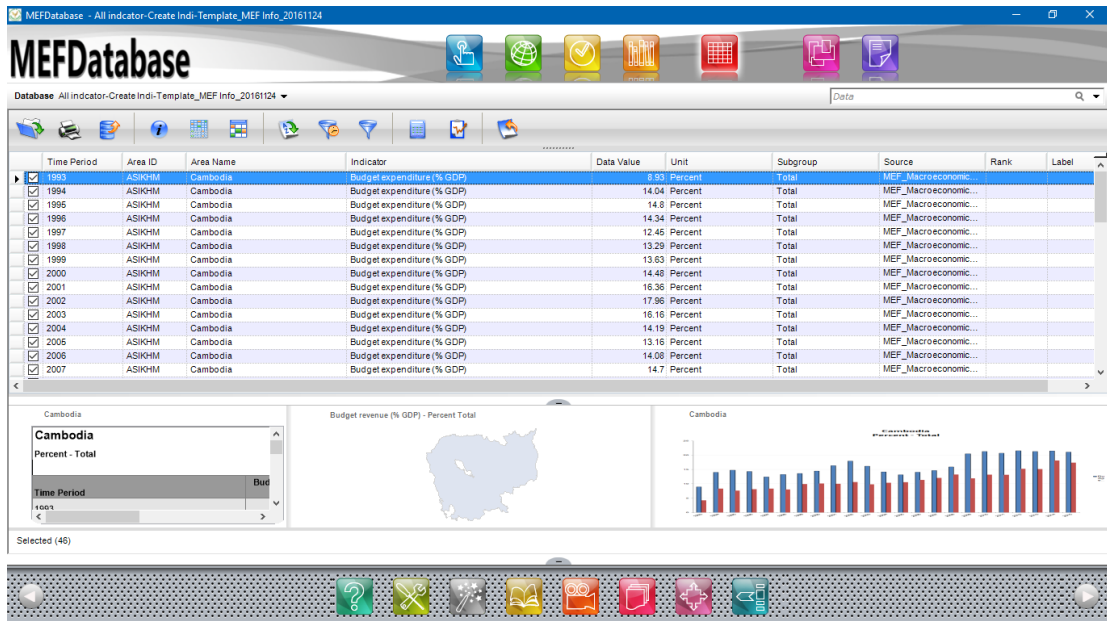 MEFDatabase - All indcator-Create Indi-Template_MEF Info_20161124
MEFDatabase
Database All indcator-Create Indi-Template_MEF Info_20161124
Data
Time Period Area ID Area Name Indicator Data Value Unit Subgroup Source Rank Label
1993 ASIKHM Cambodia Budget expenditure (% GDP) 8.93 Percent Total MEF_Macroeconomic...
1994 ASIKHM Cambodia Budget expenditure (% GDP) 14.04 Percent Total MEF_Macroeconomic...
1995 ASIKHM Cambodia Budget expenditure (% GDP) 14.8 Percent Total MEF_Macroeconomic...
1996 ASIKHM Cambodia Budget expenditure (% GDP) 14.34 Percent Total MEF_Macroeconomic...
1997 ASIKHM Cambodia Budget expenditure (% GDP) 12.45 Percent Total MEF_Macroeconomic...
1998 ASIKHM Cambodia Budget expenditure (% GDP) 13.29 Percent Total MEF_Macroeconomic...
1999 ASIKHM Cambodia Budget expenditure (% GDP) 13.63 Percent Total MEF_Macroeconomic...
2000 ASIKHM Cambodia Budget expenditure (% GDP) 14.48 Percent Total MEF_Macroeconomic...
2001 ASIKHM Cambodia Budget expenditure (% GDP) 16.36 Percent Total MEF_Macroeconomic...
2002 ASIKHM Cambodia Budget expenditure (% GDP) 17.96 Percent Total MEF_Macroeconomic...
2003 ASIKHM Cambodia Budget expenditure (% GDP) 16.16 Percent Total MEF_Macroeconomic...
2004 ASIKHM Cambodia Budget expenditure (% GDP) 14.19 Percent Total MEF_Macroeconomic...
2005 ASIKHM Cambodia Budget expenditure (% GDP) 13.16 Percent Total MEF_Macroeconomic...
2006 ASIKHM Cambodia Budget expenditure (% GDP) 14.08 Percent Total MEF_Macroeconomic...
2007 ASIKHM Cambodia Budget expenditure (% GDP) 14.7 Percent Total MEF_Macroeconomic...
Cambodia Budget revenue (% GDP) - Percent Total Cambodia
Cambodia
Percent - Total
Bud
Time Period
1993
Cambodia
Percent - Total
Selected (46)